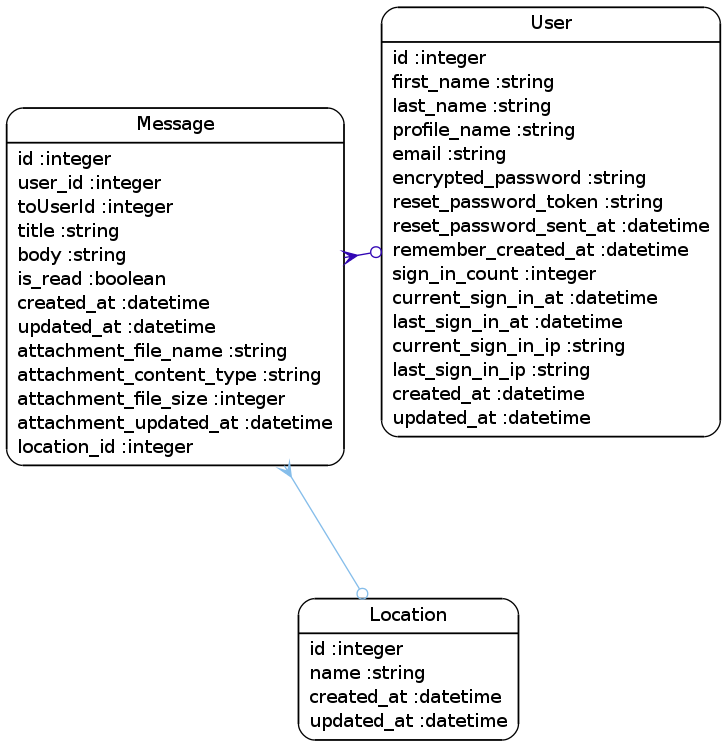 User
id :integer
first_name :string
last_name :string
profile_name :string
email :string
encrypted_password :string
reset_password_token :string
reset_password_sent_at :datetime
remember_created_at :datetime
sign_in_count :integer
current_sign_in_at :datetime
last_sign_in_at :datetime
current_sign_in_ip :string
last_sign_in_ip :string
created_at :datetime
updated_at :datetime
Message
id :integer
user_id :integer
toUserId :integer
title :string
body :string
is_read :boolean
created_at :datetime
updated_at :datetime
attachment_file_name :string
attachment_content_type :string
attachment_file_size :integer
attachment_updated_at :datetime
location_id :integer
Location
id :integer
name :string
created_at :datetime
updated_at :datetime